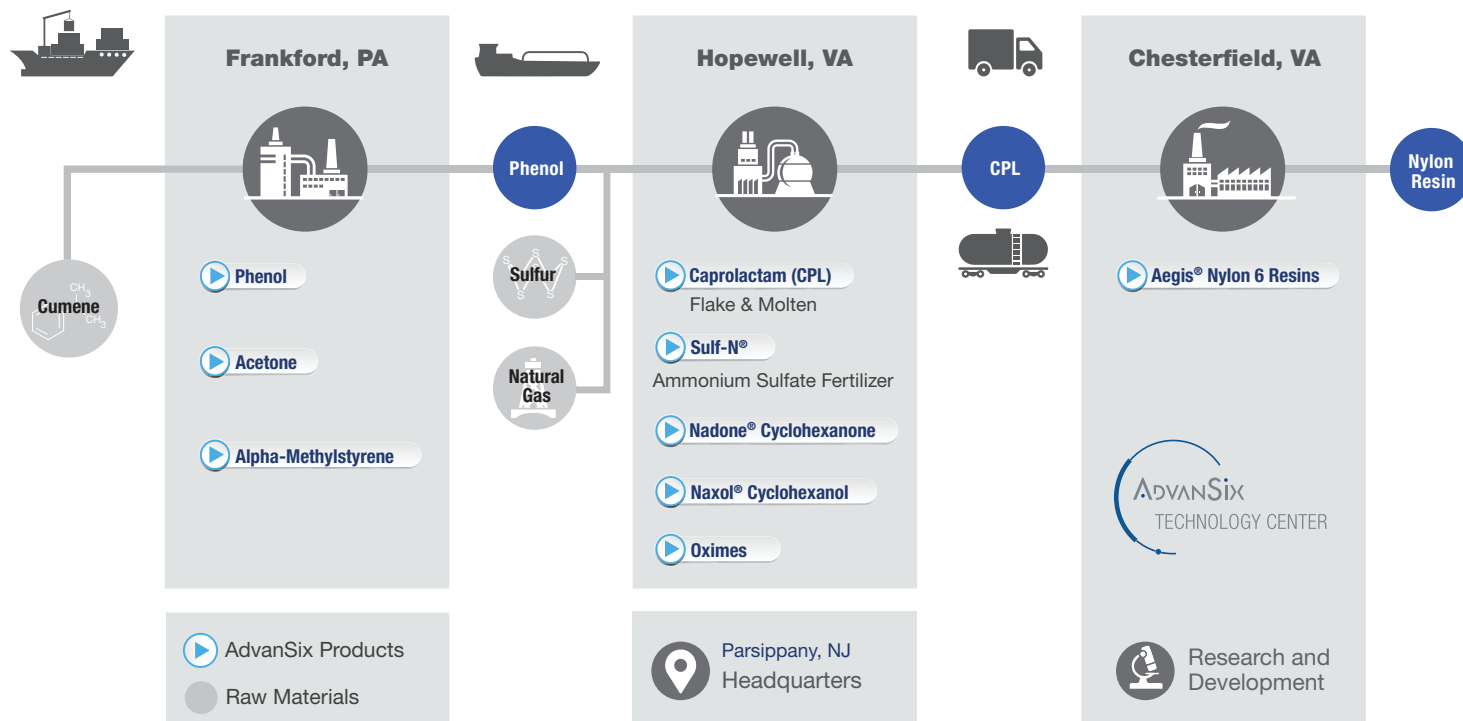 Frankford, PA
Hopewell, VA
Chesterfield, VA
Phenol
CPL
Nylon
Resin
Cumene
CH3
CH3
Sulfur
S
S
S
S
Natural
Gas
Phenol
Acetone
Alpha-Methylstyrene
Caprolactam (CPL)
Flake & Molten
Sulf-N®
Ammonium Sulfate Fertilizer
Nadone® Cyclohexanone
Naxol® Cyclohexanol
Oximes
Aegis® Nylon 6 Resins
ADVANSIX
TECHNOLOGY CENTER
AdvanSix Products
Raw Materials
Parsippany, NJ
Headquarters
Research and
Development